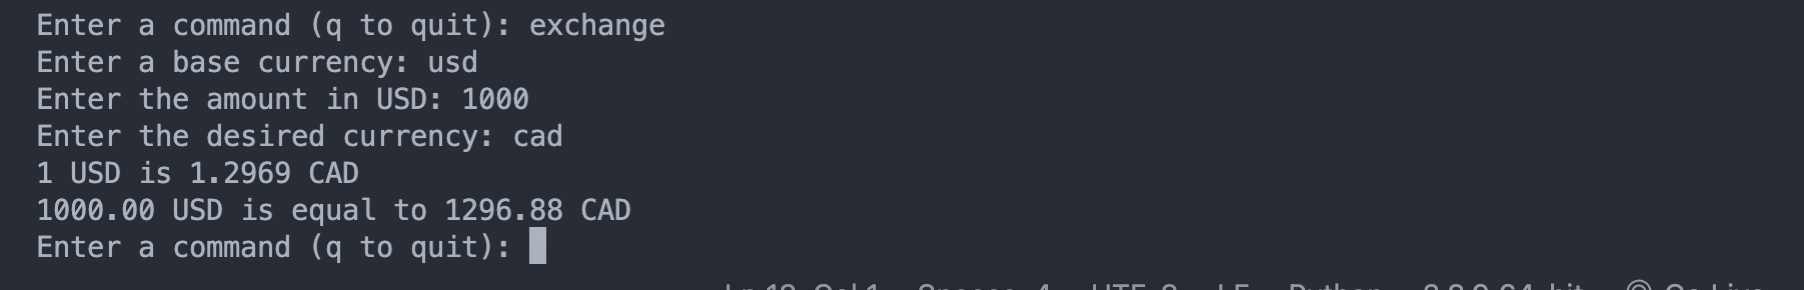 Enter a command (q to quit): exchange
Enter a base currency: usd
Enter the amount in USD: 1000
Enter the desired currency: cad
1 USD is 1.2969 CAD
1000.00 USD is equal to 1296.88 CAD
Enter a command (q to quit):